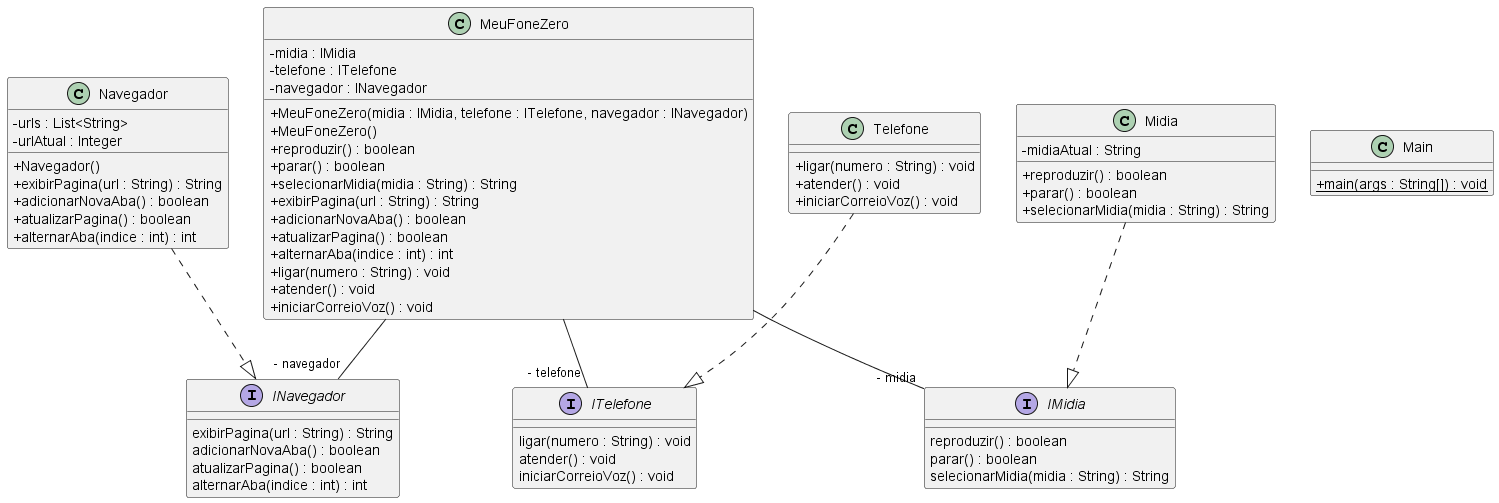 C MeuFoneZero
-midia : IMidia
-telefone : ITelefone
-navegador : INavegador
+MeuFoneZero(midia : IMidia, telefone : ITelefone, navegador : INavegador)
+MeuFoneZero()
+reproduzir() : boolean
+parar() : boolean
+selecionarMidia(midia : String) : String
+exibirPagina(url : String) : String
+adicionarNovaAba() : boolean
+atualizarPagina() : boolean
+alternarAba(indice : int) : int
+ligar(numero : String) : void
+atender() : void
+iniciarCorreioVoz() : void
C Navegador
-urls : List<String>
-urlAtual : Integer
+Navegador()
+exibirPagina(url : String) : String
+adicionarNovaAba() : boolean
+atualizarPagina() : boolean
+alternarAba(indice : int) : int
C Telefone
+ligar(numero : String) : void
+atender() : void
+iniciarCorreioVoz() : void
C Midia
-midiaAtual : String
+reproduzir() : boolean
+parar() : boolean
+selecionarMidia(midia : String) : String
C Main
+main(args : String[]) : void
- navegador
- telefone
- midia
I INavegador
exibirPagina(url : String) : String
adicionarNovaAba() : boolean
atualizarPagina() : boolean
alternarAba(indice : int) : int
I ITelefone
ligar(numero : String) : void
atender() : void
iniciarCorreioVoz() : void
I IMidia
reproduzir() : boolean
parar() : boolean
selecionarMidia(midia : String) : String